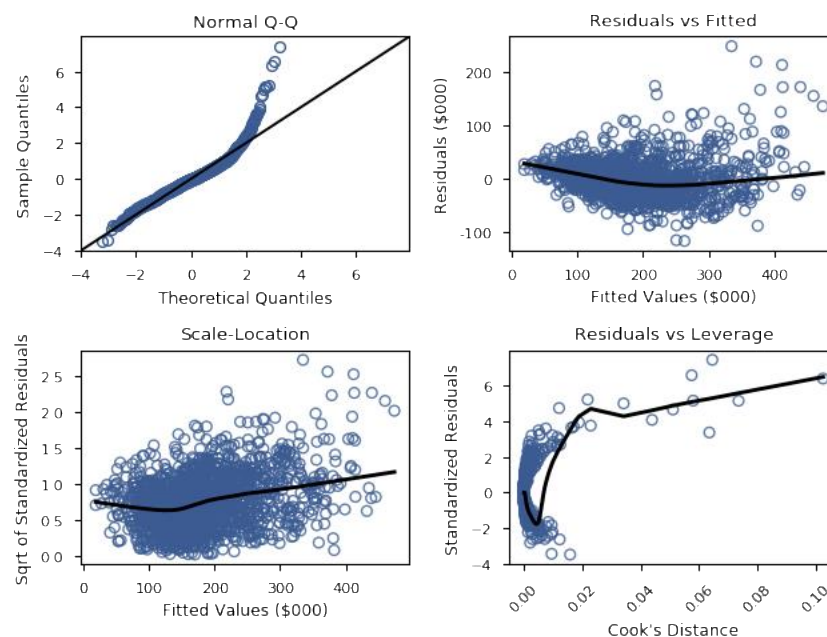 Normal Q-Q
Sample Quantiles
6
4
2
0
−2
−4
−4 −2 0 2 4 6
Theoretical Quantiles
Residuals vs Fitted
Residuals ($000)
200
100
0
-100
0 100 200 300 400
Fitted Values ($000)
Scale-Location
Sqrt of Standardized Residuals
2 5
2 0
1 5
1 0
0 5
0 0
0 100 200 300 400
Fitted Values ($000)
Residuals vs Leverage
Standardized Residuals
6
4
2
0
−2
−4
0.00 0.02 0.04 0.06 0.08 0.10
Cook's Distance